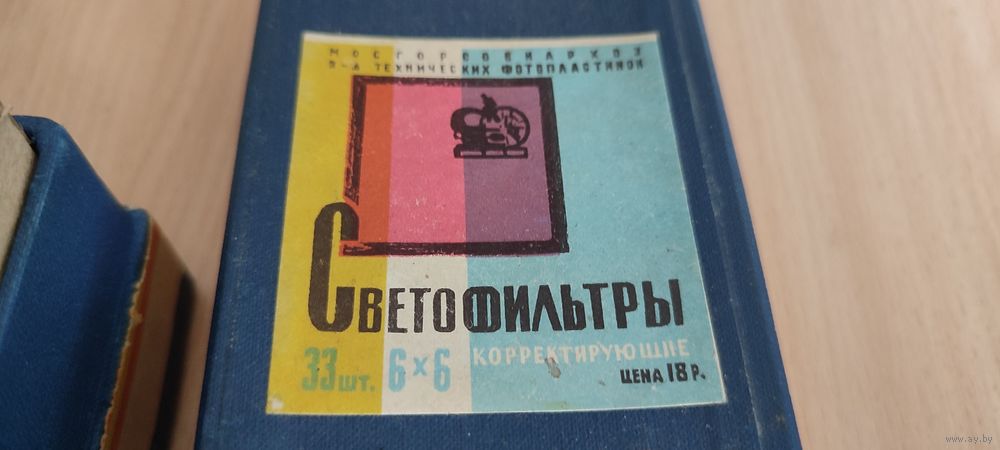 МОСГОРСОВНАРХОЗ
З-Д ТЕХНИЧЕСКИХ ФОТОПЛАСТИНОК
СВЕТОФИЛЬТРЫ
КОРРЕКТИРУЮЩИЕ
33 ШТ. 6×6
ЦЕНА 18 Р.
www.ay.by